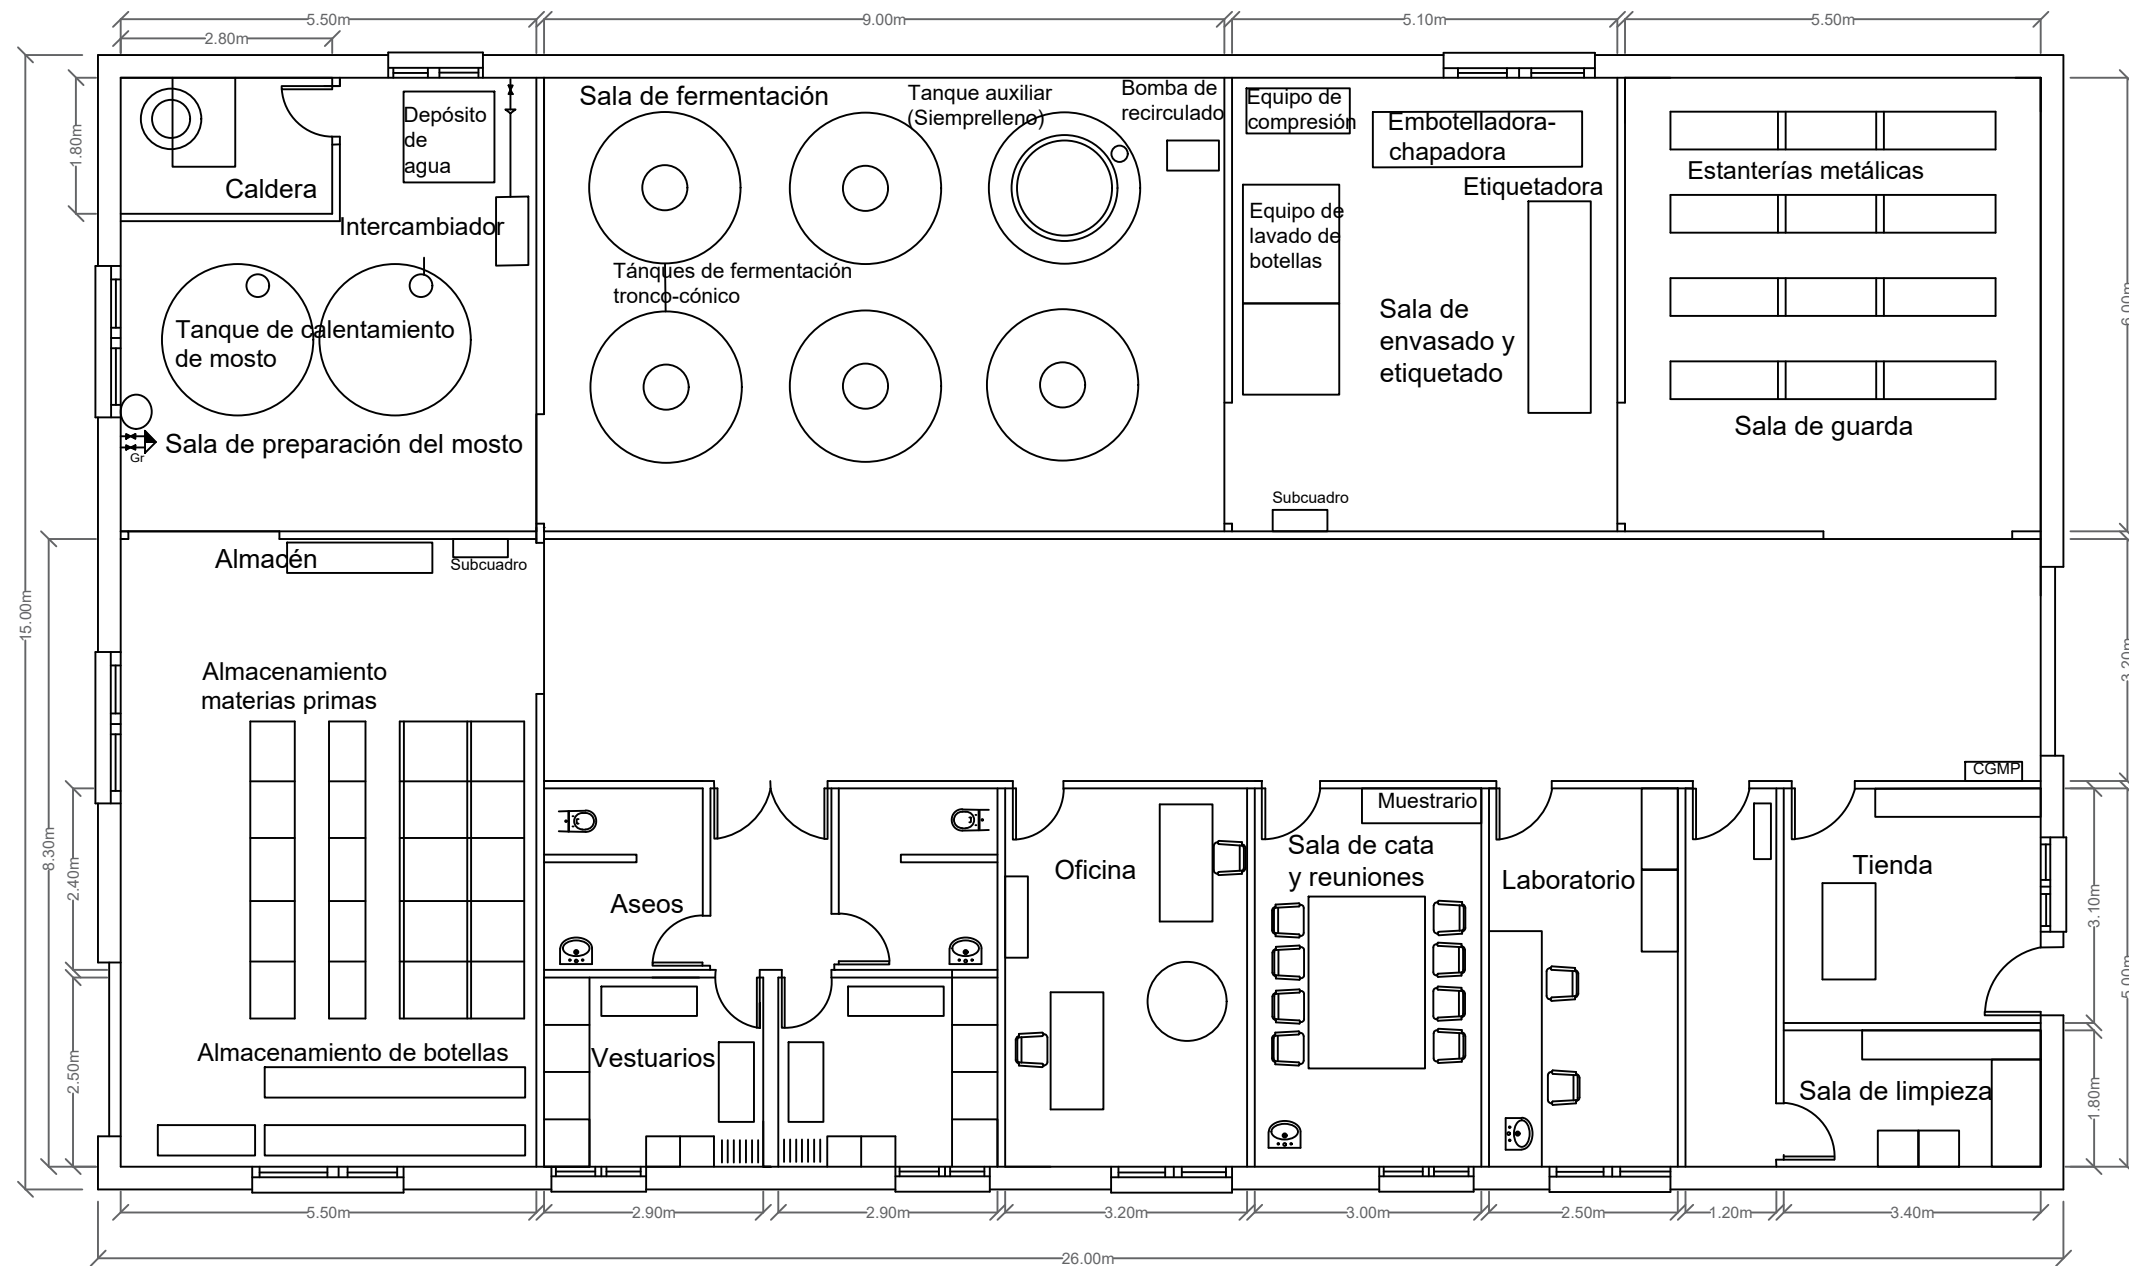 5.50m
9.00m
5.10m
5.50m
2.80m
Sala de fermentación
Tanque auxiliar
(Siemprelleno)
Bomba de
recirculado
Equipo de
compresión
Embotelladora-
chapadora
Depósito
de
agua
1.80m
Caldera
Intercambiador
Etiquetadora
Estanterías metálicas
Equipo de
lavado de
botellas
Tánques de fermentación
tronco-cónico
6.00m
Tanque de calentamiento
de mosto
Sala de
envasado y
etiquetado
Sala de guarda
Sala de preparación del mosto
Gr
Subcuadro
Almacén
Subcuadro
15.00m
3.20m
Almacenamiento
materias primas
CGMP
Muestrario
8.30m
2.40m
Aseos
Oficina
Sala de cata
y reuniones
Laboratorio
Tienda
3.10m
5.00m
Almacenamiento de botellas
Vestuarios
2.50m
Sala de limpieza
1.80m
5.50m
2.90m
2.90m
3.20m
3.00m
2.50m
1.20m
3.40m
26.00m